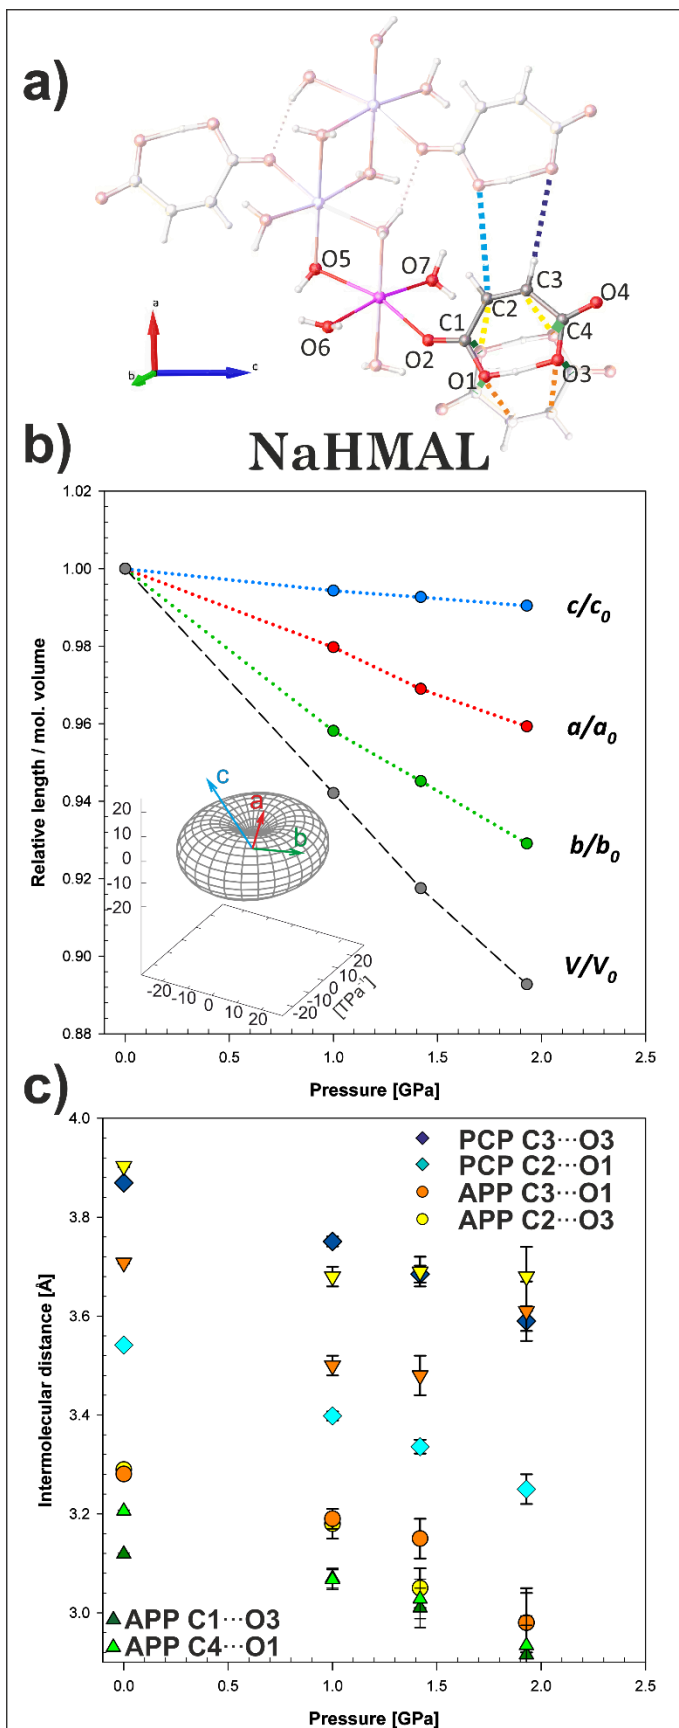 a)
O5
O7
C3
O4
C2
C1
C4
O6
O2
O1
O3
a
b
c
b)
NaHMAL
1.02
1.00
0.98
0.96
0.94
0.92
0.90
0.88
Relative length / mol. volume
c/c0
a/a0
b/b0
V/V0
c
a
b
20
10
0
-10
-20
-20
-10
0
10
20
-20
-10
0
10
20
[TPa-1]
0.0
0.5
1.0
1.5
2.0
2.5
Pressure [GPa]
c)
4.0
3.8
3.6
3.4
3.2
3.0
Intermolecular distance [Å]
PCP C3···O3
PCP C2···O1
APP C3···O1
APP C2···O3
APP C1···O3
APP C4···O1
0.0
0.5
1.0
1.5
2.0
2.5
Pressure [GPa]